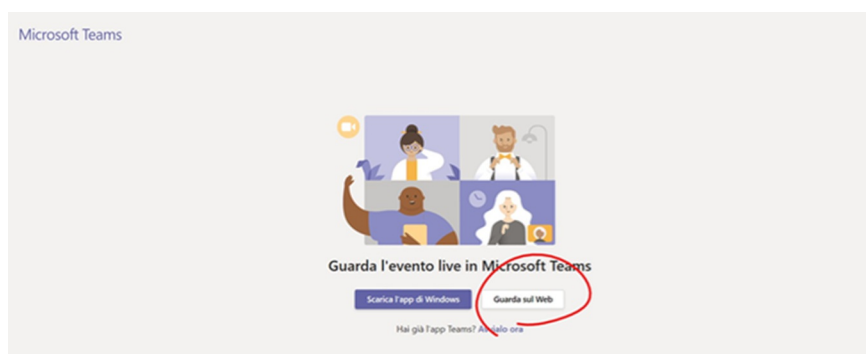 Microsoft Teams
Guarda l'evento live in Microsoft Teams
Scarica l'app di Windows
Guarda sul Web
Hai già l'app Teams? Avvialo ora